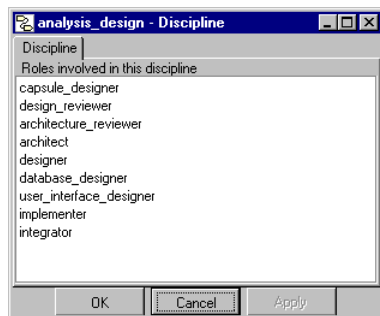 analysis_design - Discipline
Discipline
Roles involved in this discipline
capsule_designer
design_reviewer
architecture_reviewer
architect
designer
database_designer
user_interface_designer
implementer
integrator
OK Cancel Apply